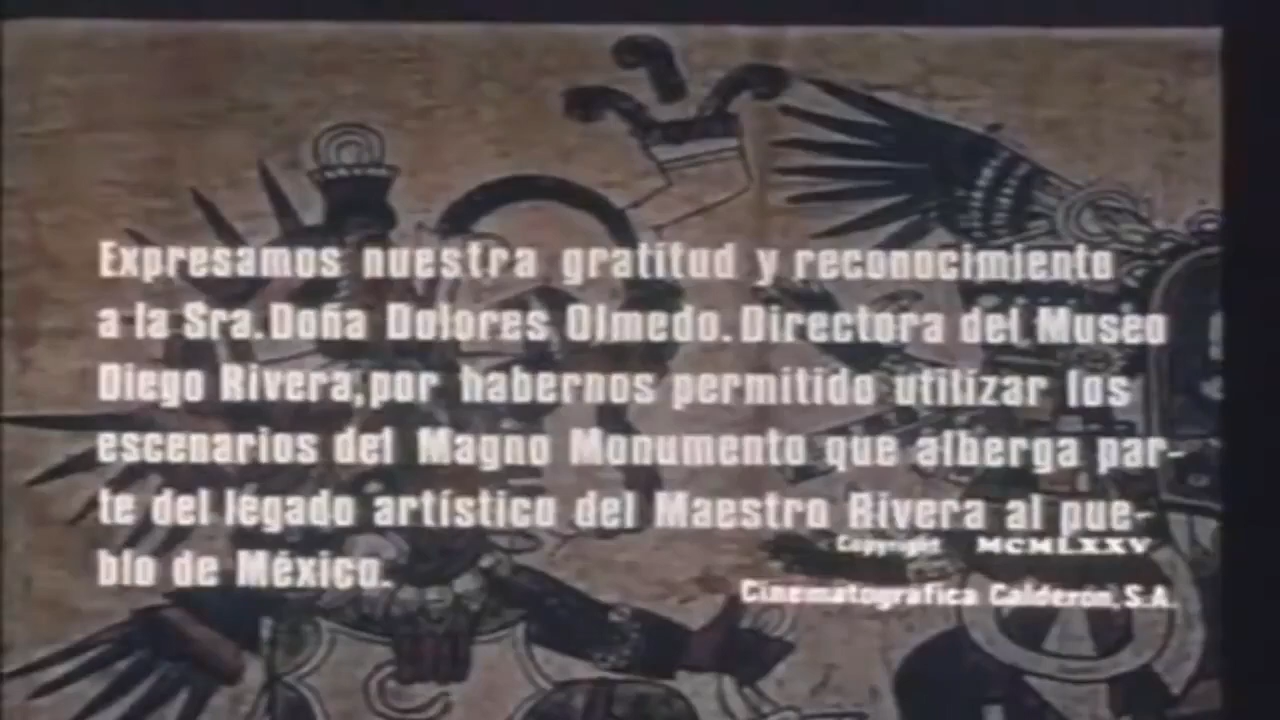 Expresamos nuestra gratitud y reconocimiento
a la Sra. Doña Dolores Olmedo. Directora del Museo
Diego Rivera, por habernos permitido utilizar los
escenarios del Magno Monumento que alberga par-
te del legado artístico del Maestro Rivera al pue-
blo de México.
Copyright MCMLXXV
Cinematografica Calderón, S.A.